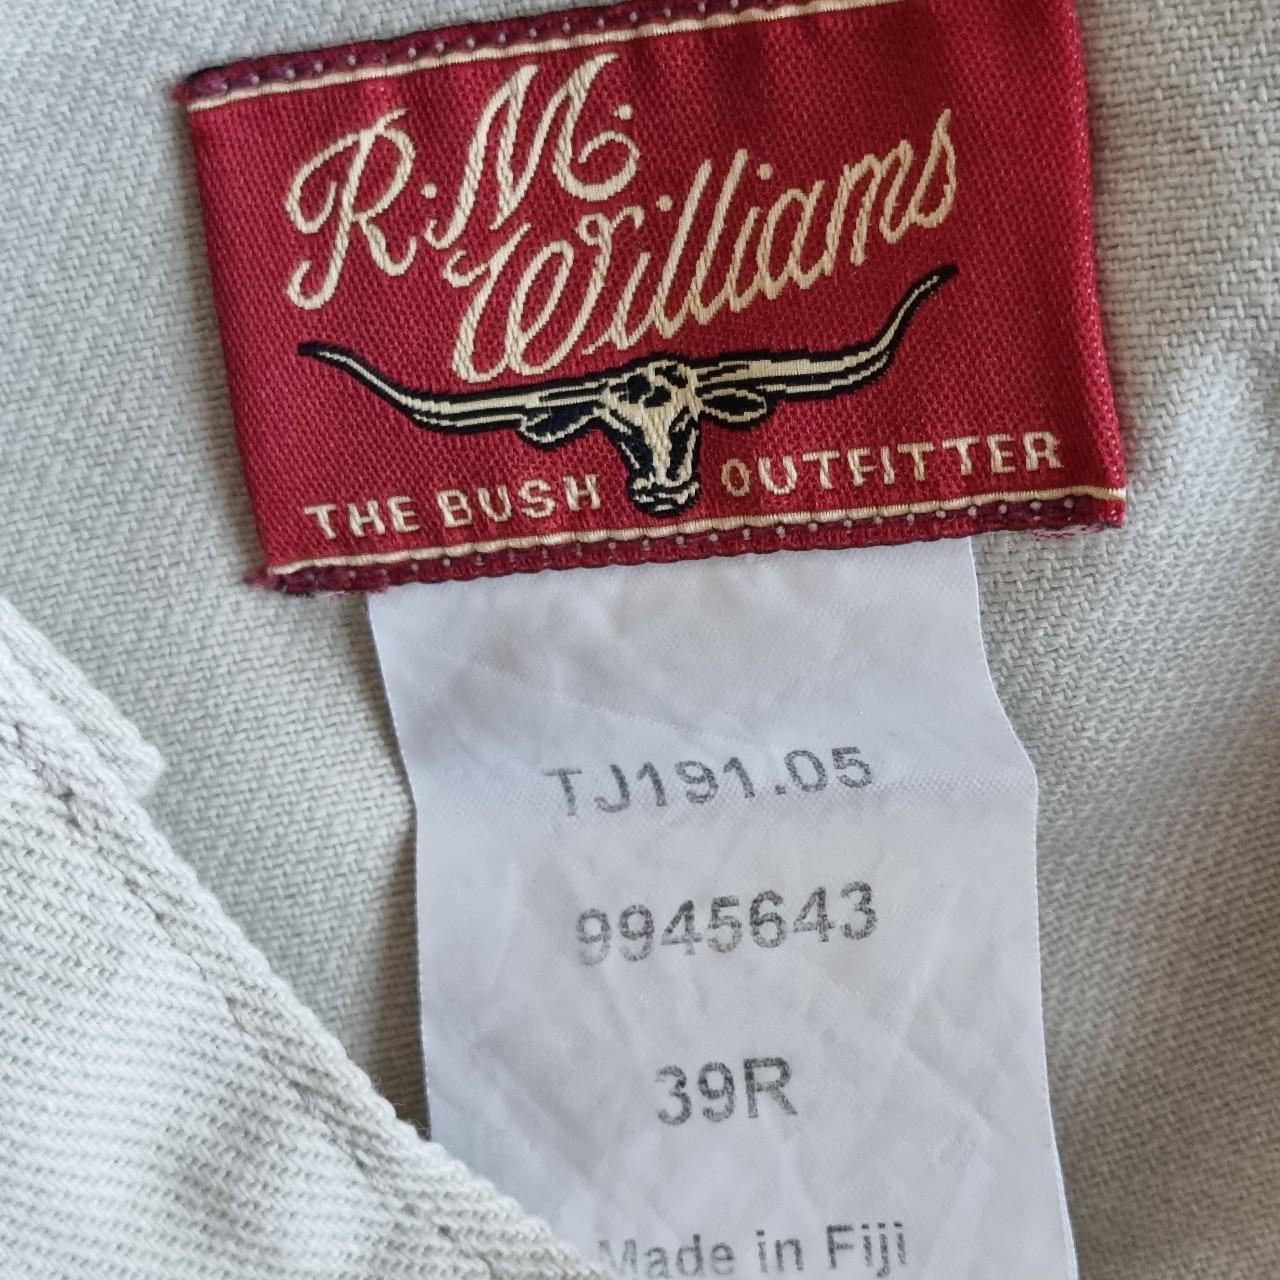 R.M.
Williams
THE BUSH OUTFITTER
TJ191.05
9945643
39R
Made in Fiji